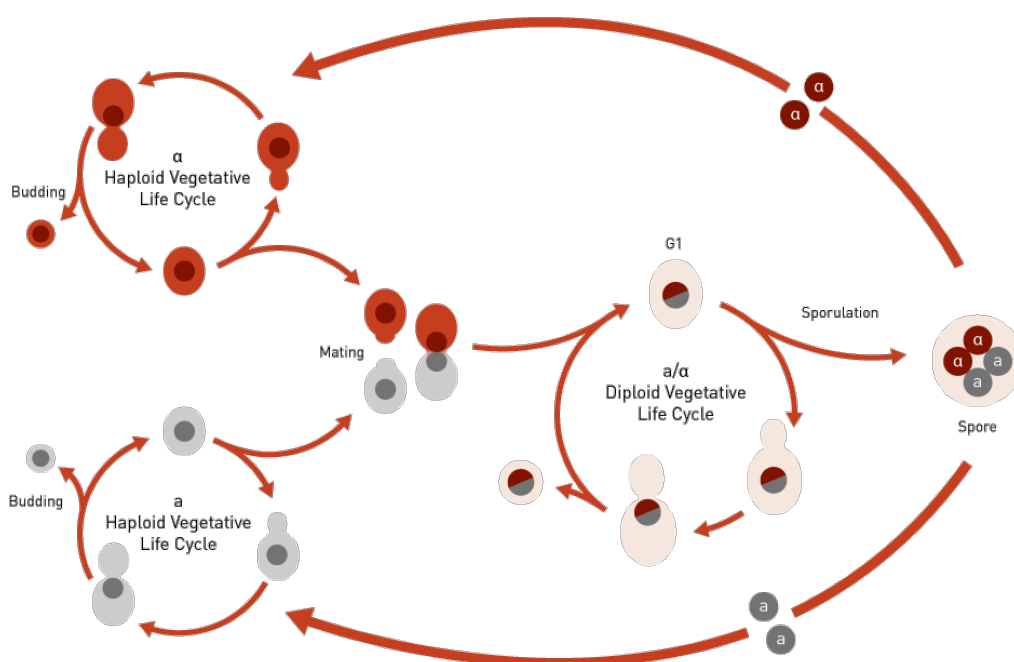 α
α
α
Haploid Vegetative
Life Cycle
Budding
G1
Sporulation
Mating
a/α
Diploid Vegetative
Life Cycle
α
α
a
a
Spore
Budding
a
Haploid Vegetative
Life Cycle
a
a